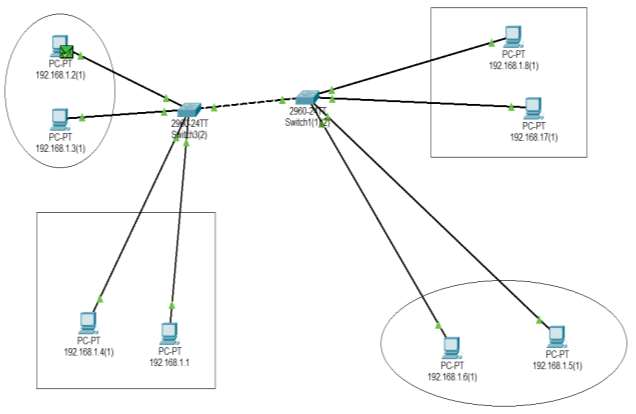 PC-PT
192.168.1.2(1)
PC-PT
192.168.1.3(1)
2960-24TT
Switch3(2)
2960-24TT
Switch1(1)(2)
PC-PT
192.168.1.8(1)
PC-PT
192.168.17(1)
PC-PT
192.168.1.4(1)
PC-PT
192.168.1.1
PC-PT
192.168.1.6(1)
PC-PT
192.168.1.5(1)